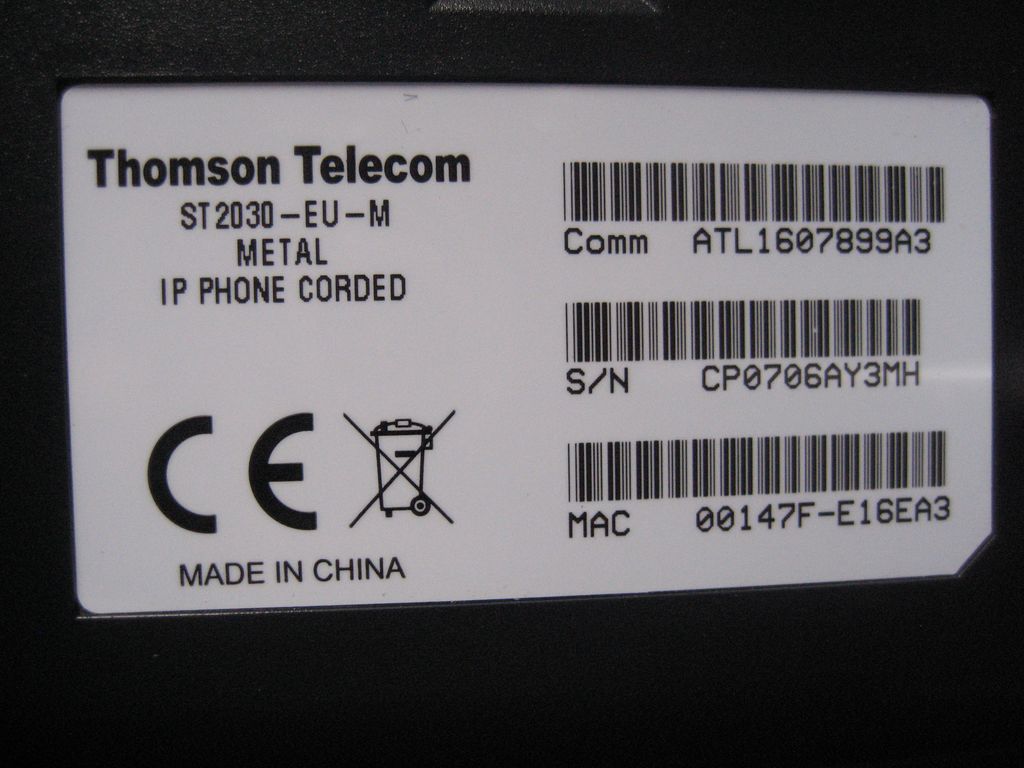 Thomson Telecom
ST2030-EU-M
METAL
IP PHONE CORDED
CE
MADE IN CHINA
Comm ATL1607899A3
S/N CP0706AY3MH
MAC 00147F-E16EA3